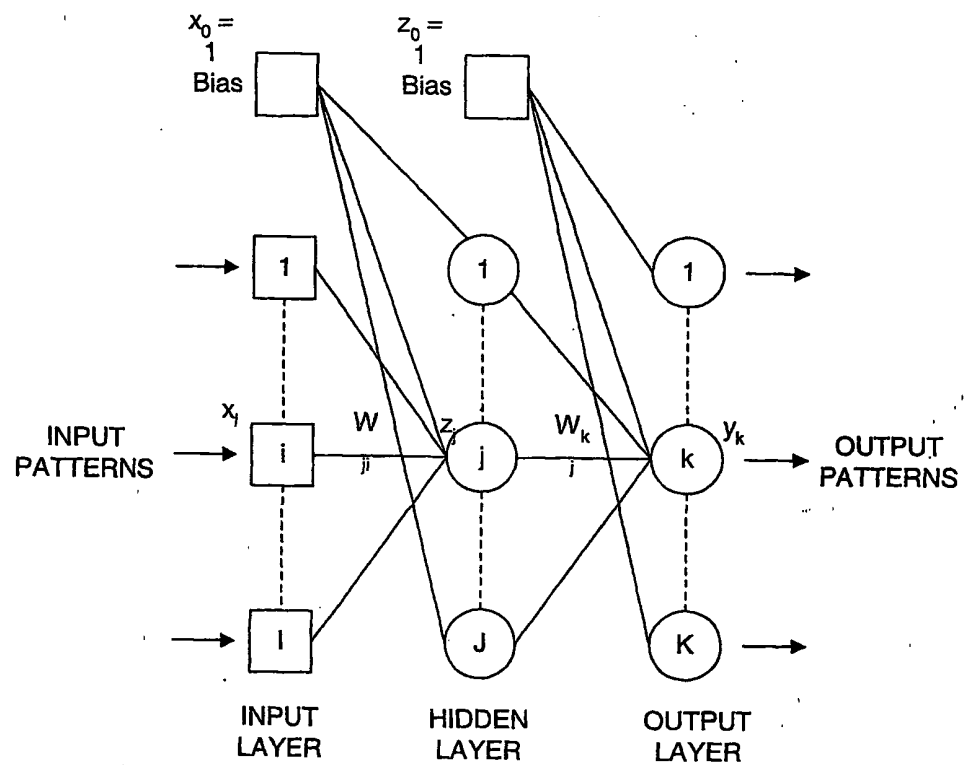 x0 =
1
Bias
z0 =
1
Bias
1
1
1
xi
W
ji
zj
Wk
j
yk
INPUT
PATTERNS
i
j
k
OUTPUT
PATTERNS
I
J
K
INPUT
LAYER
HIDDEN
LAYER
OUTPUT
LAYER